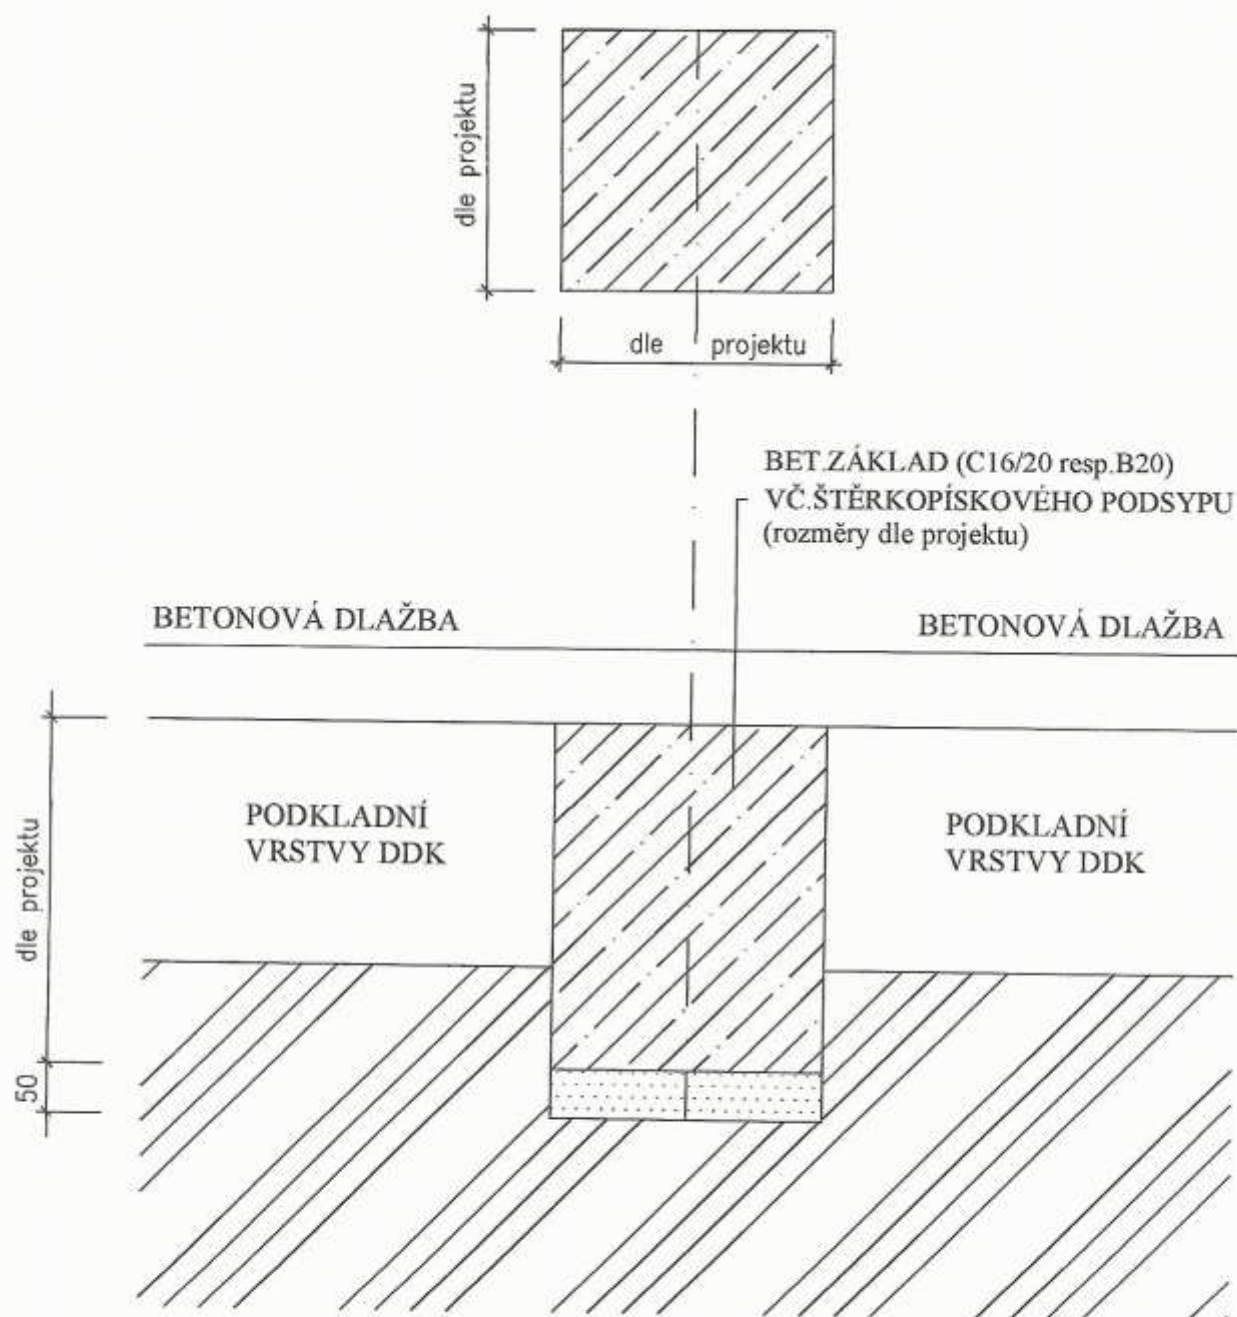 dle projektu
dle projektu
BET.ZÁKLAD (C16/20 resp.B20)
VČ.ŠTĚRKOPÍSKOVÉHO PODSYPU
(rozměry dle projektu)
BETONOVÁ DLAŽBA
BETONOVÁ DLAŽBA
dle projektu
PODKLADNÍ
VRSTVY DDK
PODKLADNÍ
VRSTVY DDK
50